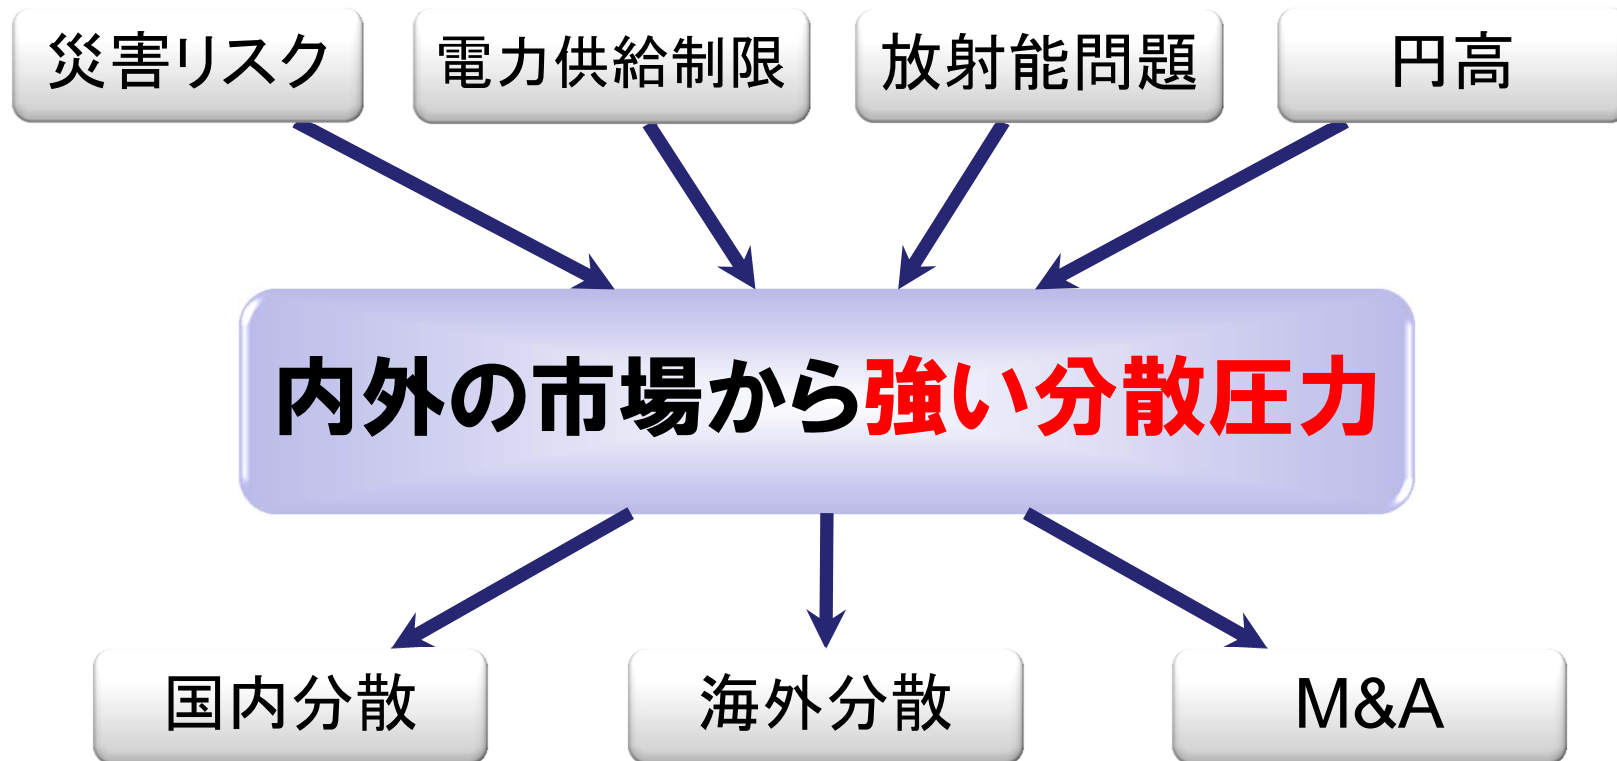 災害リスク
電力供給制限
放射能問題
円高
内外の市場から強い分散圧力
国内分散
海外分散
M&A